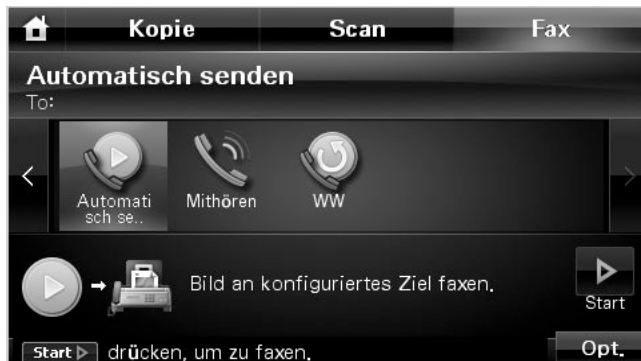 Kopie Scan Fax
Automatisch senden
To:
Automati
sch se..
Mithören
WW
Bild an konfiguriertes Ziel faxen.
Start
Start drücken, um zu faxen.
Opt.